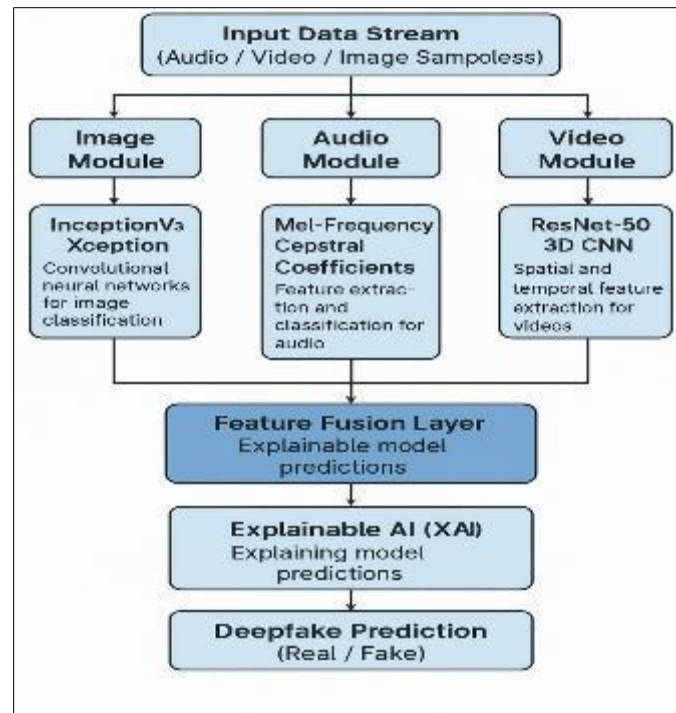 Input Data Stream
(Audio / Video / Image Sampoless)
Image
Module
Audio
Module
Video
Module
InceptionV3
Xception
Convolutional
neural networks
for image
classification
Mel-Frequency
Cepstral
Coefficients
Feature extrac-
tion and
classification for
audio
ResNet-50
3D CNN
Spatial and
temporal feature
extraction for
videos
Feature Fusion Layer
Explainable model
predictions
Explainable AI (XAI)
Explaining model
predictions
Deepfake Prediction
(Real / Fake)